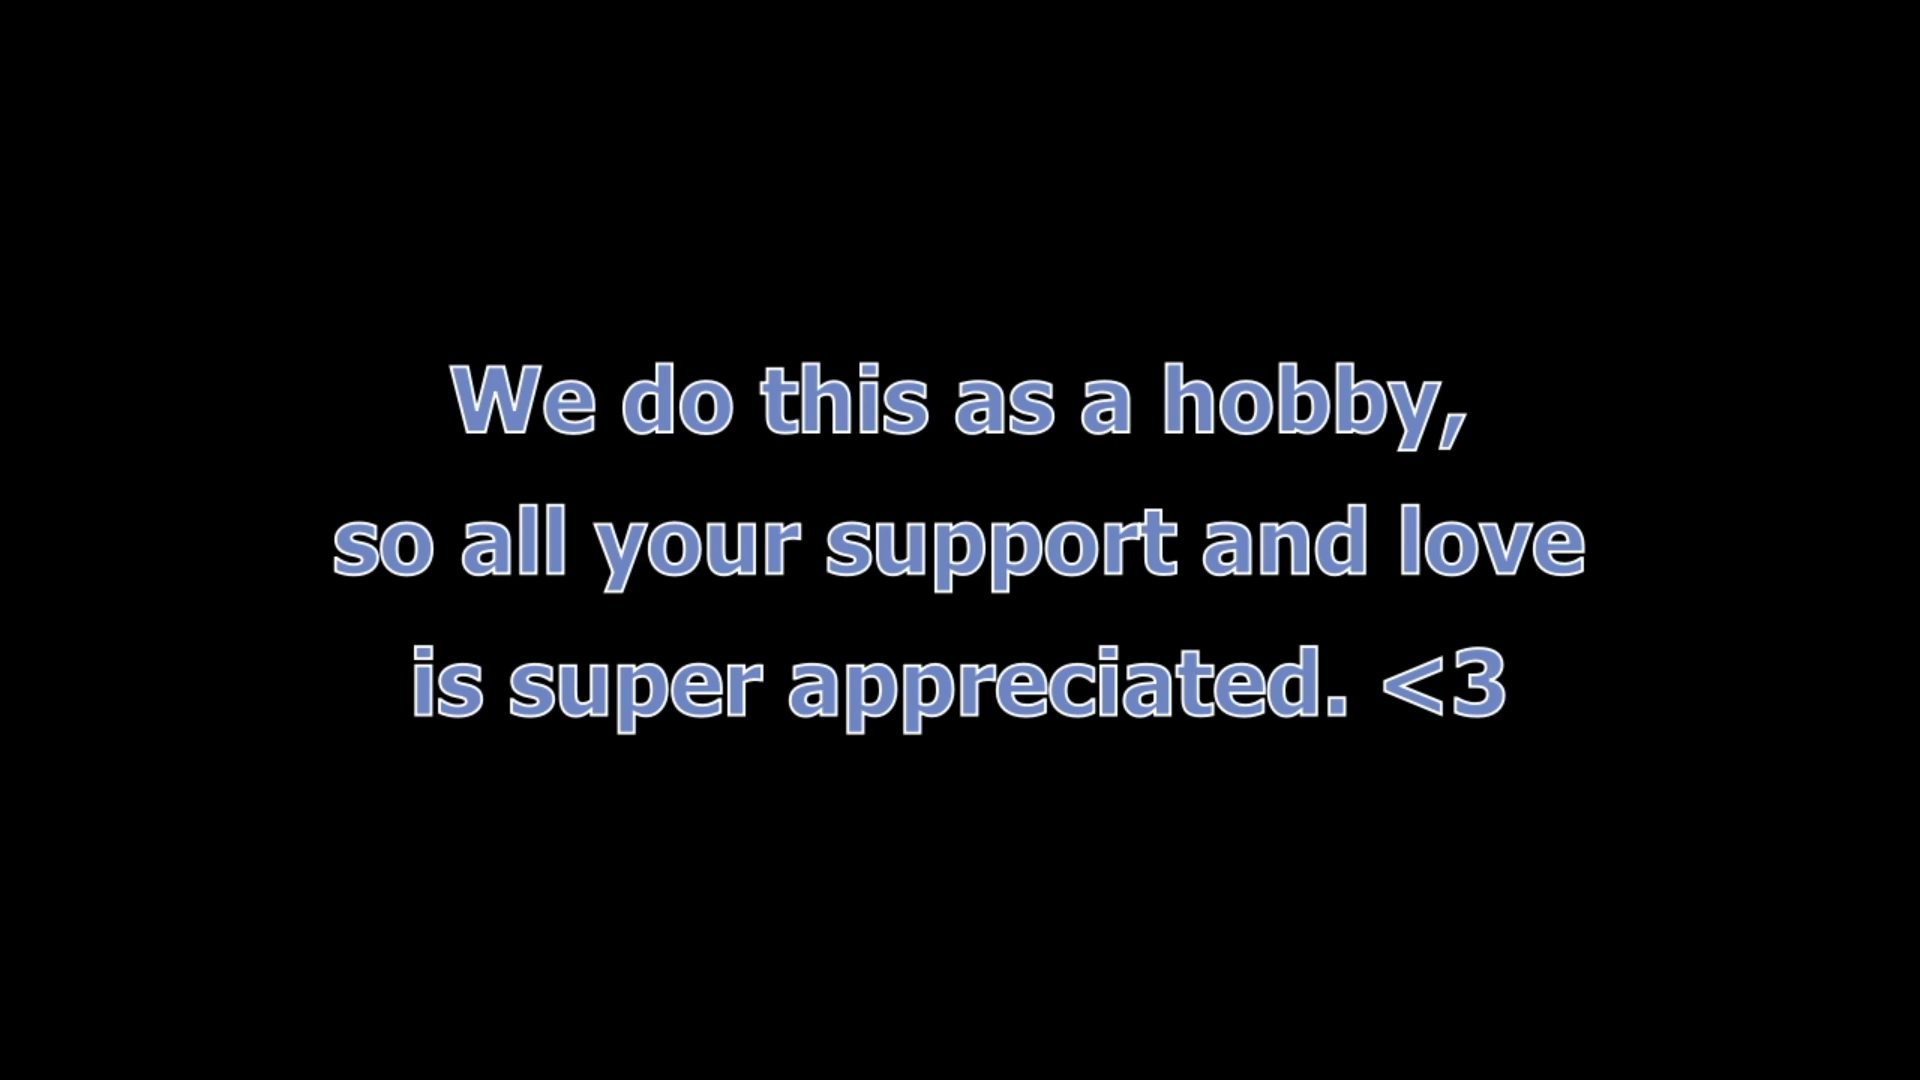 We do this as a hobby,
so all your support and love
is super appreciated. <3